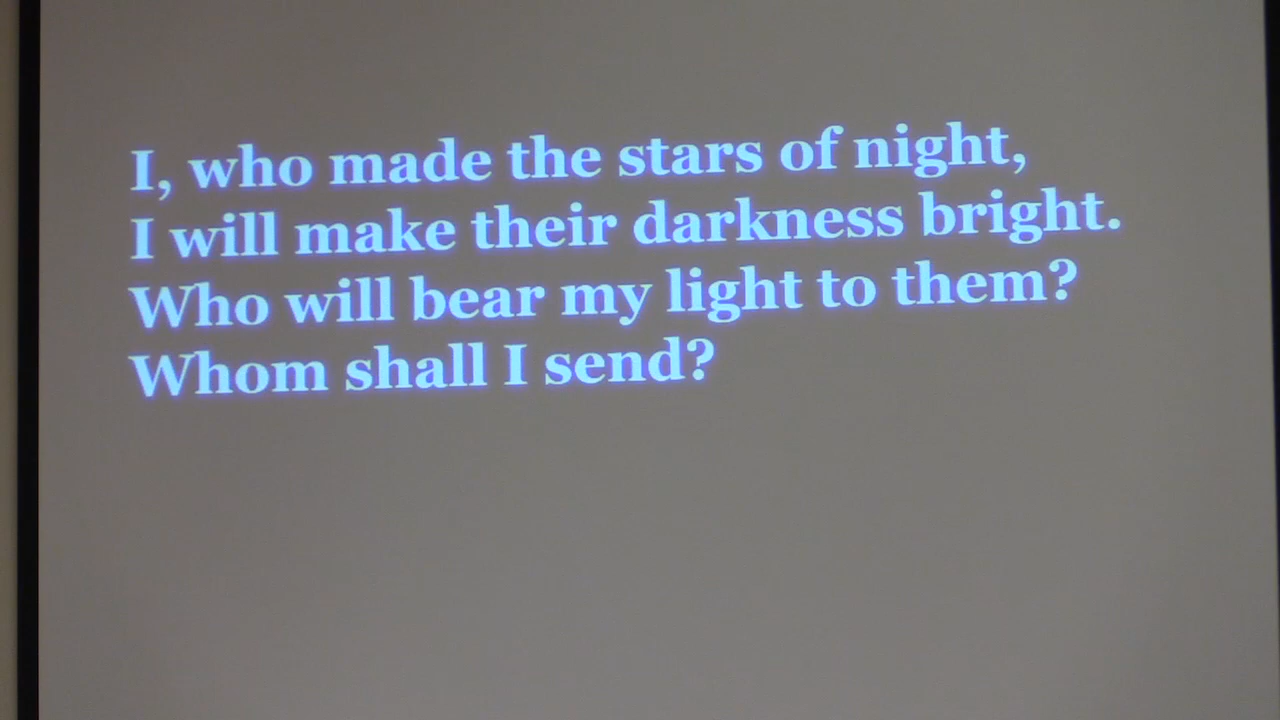 I, who made the stars of night,
I will make their darkness bright.
Who will bear my light to them?
Whom shall I send?